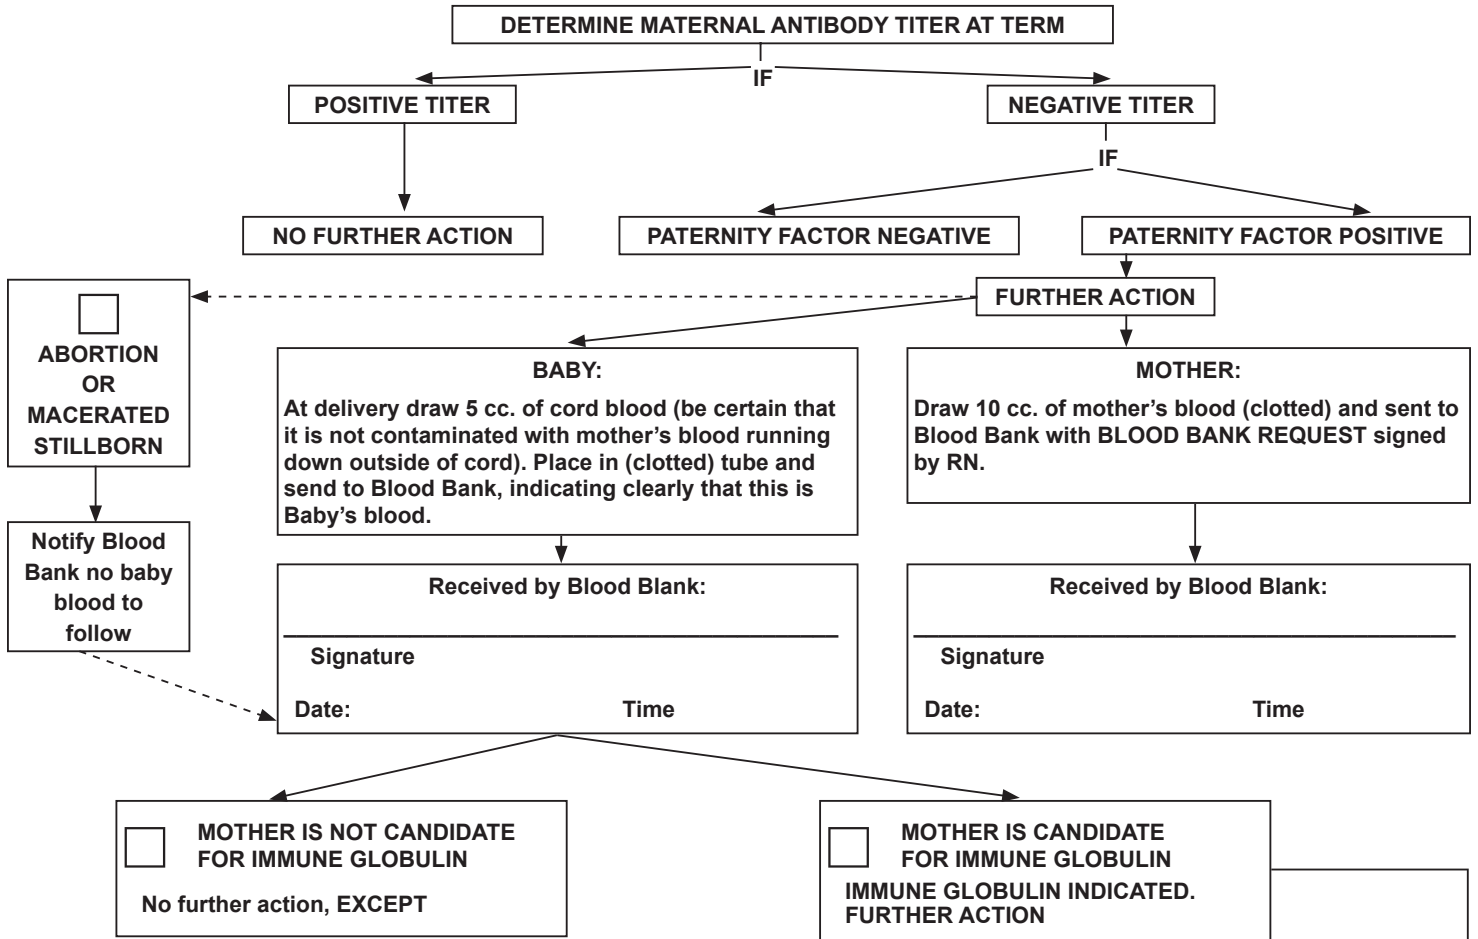 DETERMINE MATERNAL ANTIBODY TITER AT TERM
IF
POSITIVE TITER
NEGATIVE TITER
IF
NO FURTHER ACTION
PATERNITY FACTOR NEGATIVE
PATERNITY FACTOR POSITIVE
FURTHER ACTION
ABORTION
OR
MACERATED
STILLBORN
BABY:
At delivery draw 5 cc. of cord blood (be certain that
it is not contaminated with mother’s blood running
down outside of cord). Place in (clotted) tube and
send to Blood Bank, indicating clearly that this is
Baby’s blood.
MOTHER:
Draw 10 cc. of mother’s blood (clotted) and sent to
Blood Bank with BLOOD BANK REQUEST signed
by RN.
Notify Blood
Bank no baby
blood to
follow
Received by Blood Blank:
Signature
Date: Time
Received by Blood Blank:
Signature
Date: Time
MOTHER IS NOT CANDIDATE
FOR IMMUNE GLOBULIN
No further action, EXCEPT
MOTHER IS CANDIDATE
FOR IMMUNE GLOBULIN
IMMUNE GLOBULIN INDICATED.
FURTHER ACTION